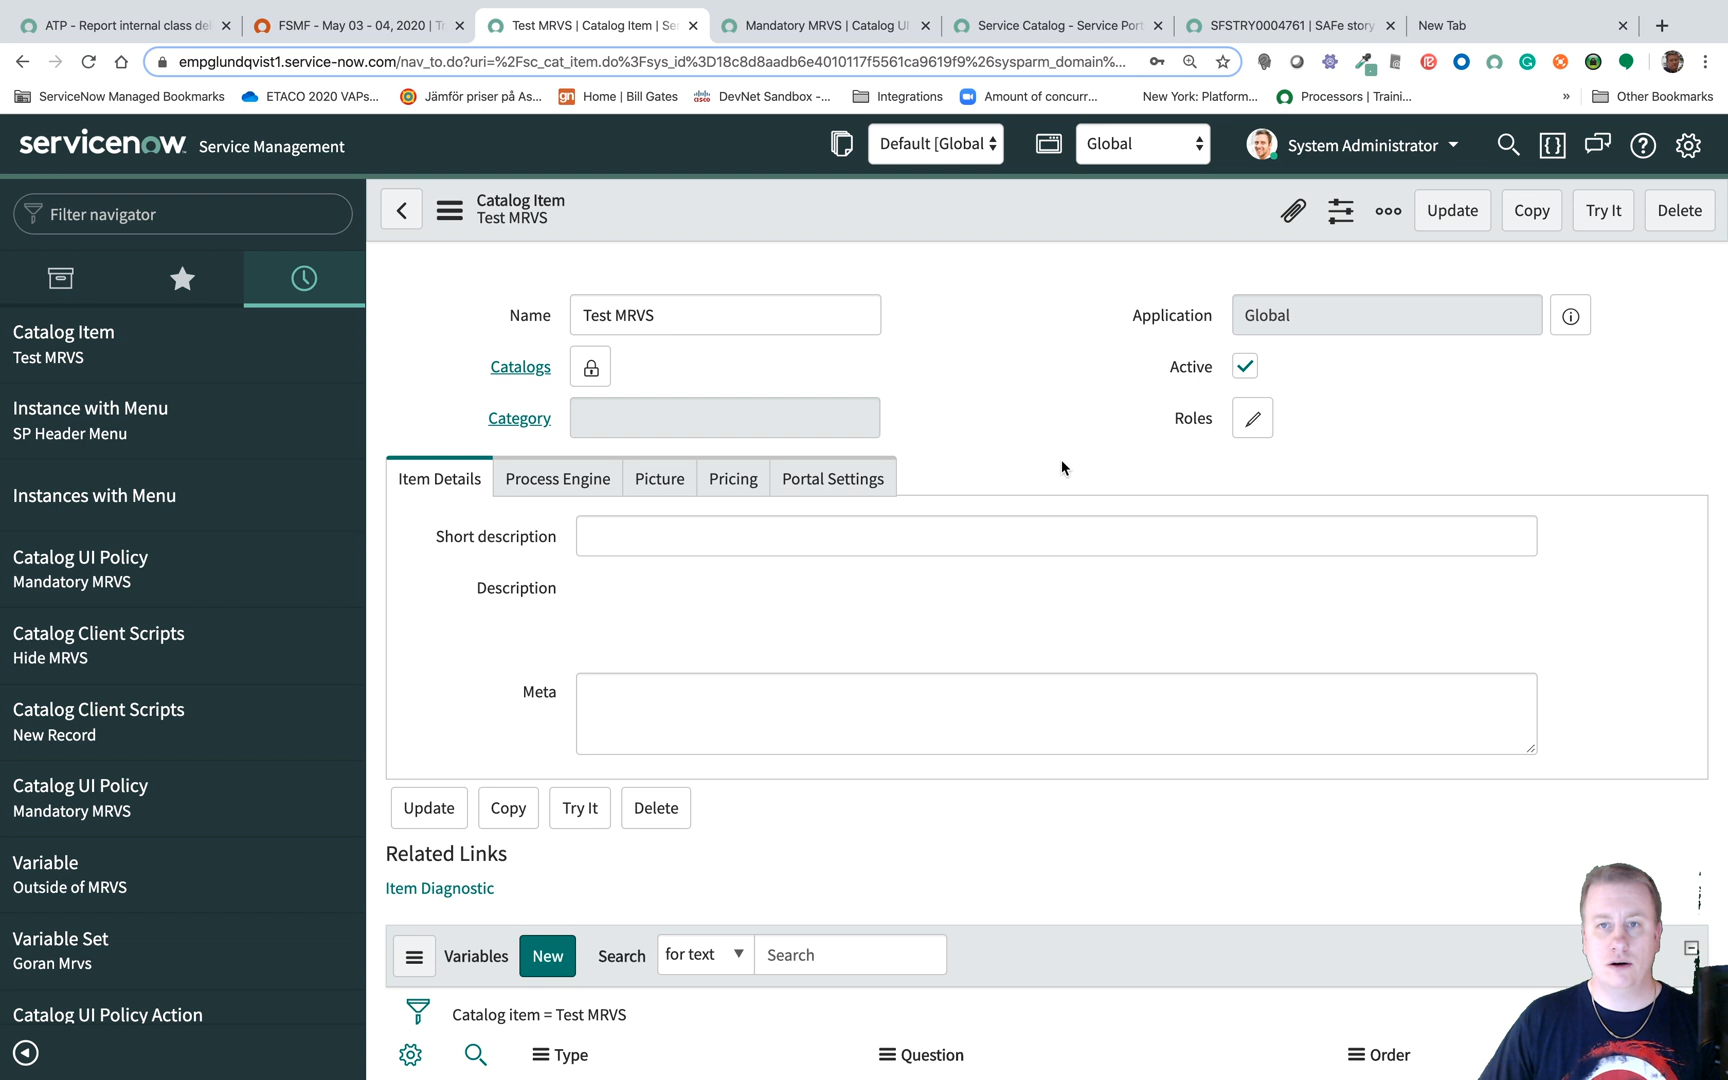 ATP - Report internal class de
FSMF - May 03 - 04, 2020 | T
Test MRVS | Catalog Item | Se
Mandatory MRVS | Catalog UI
Service Catalog - Service Port
SFSTRY0004761 | SAFe story
New Tab
empglundqvist1.service-now.com/nav_to.do?uri=%2Fsc_cat_item.do%3Fsys_id%3D18c8d8aadb6e4010117f5561ca9619f9%26sysparm_domain%...
ServiceNow Managed Bookmarks
ETACO 2020 VAPs...
Jämför priser på As...
gn Home | Bill Gates
DevNet Sandbox -...
Integrations
Amount of concurr...
New York: Platform...
Processors | Traini...
»
Other Bookmarks
servicenow Service Management
Default [Global
Global
System Administrator
Filter navigator
Catalog Item
Test MRVS
Instance with Menu
SP Header Menu
Instances with Menu
Catalog UI Policy
Mandatory MRVS
Catalog Client Scripts
Hide MRVS
Catalog Client Scripts
New Record
Catalog UI Policy
Mandatory MRVS
Variable
Outside of MRVS
Variable Set
Goran Mrvs
Catalog UI Policy Action
Catalog Item
Test MRVS
Update
Copy
Try It
Delete
Name
Test MRVS
Application
Global
Catalogs
Active
Category
Roles
Item Details
Process Engine
Picture
Pricing
Portal Settings
Short description
Description
Meta
Update
Copy
Try It
Delete
Related Links
Item Diagnostic
Variables
New
Search
for text
Search
Catalog item = Test MRVS
Type
Question
Order